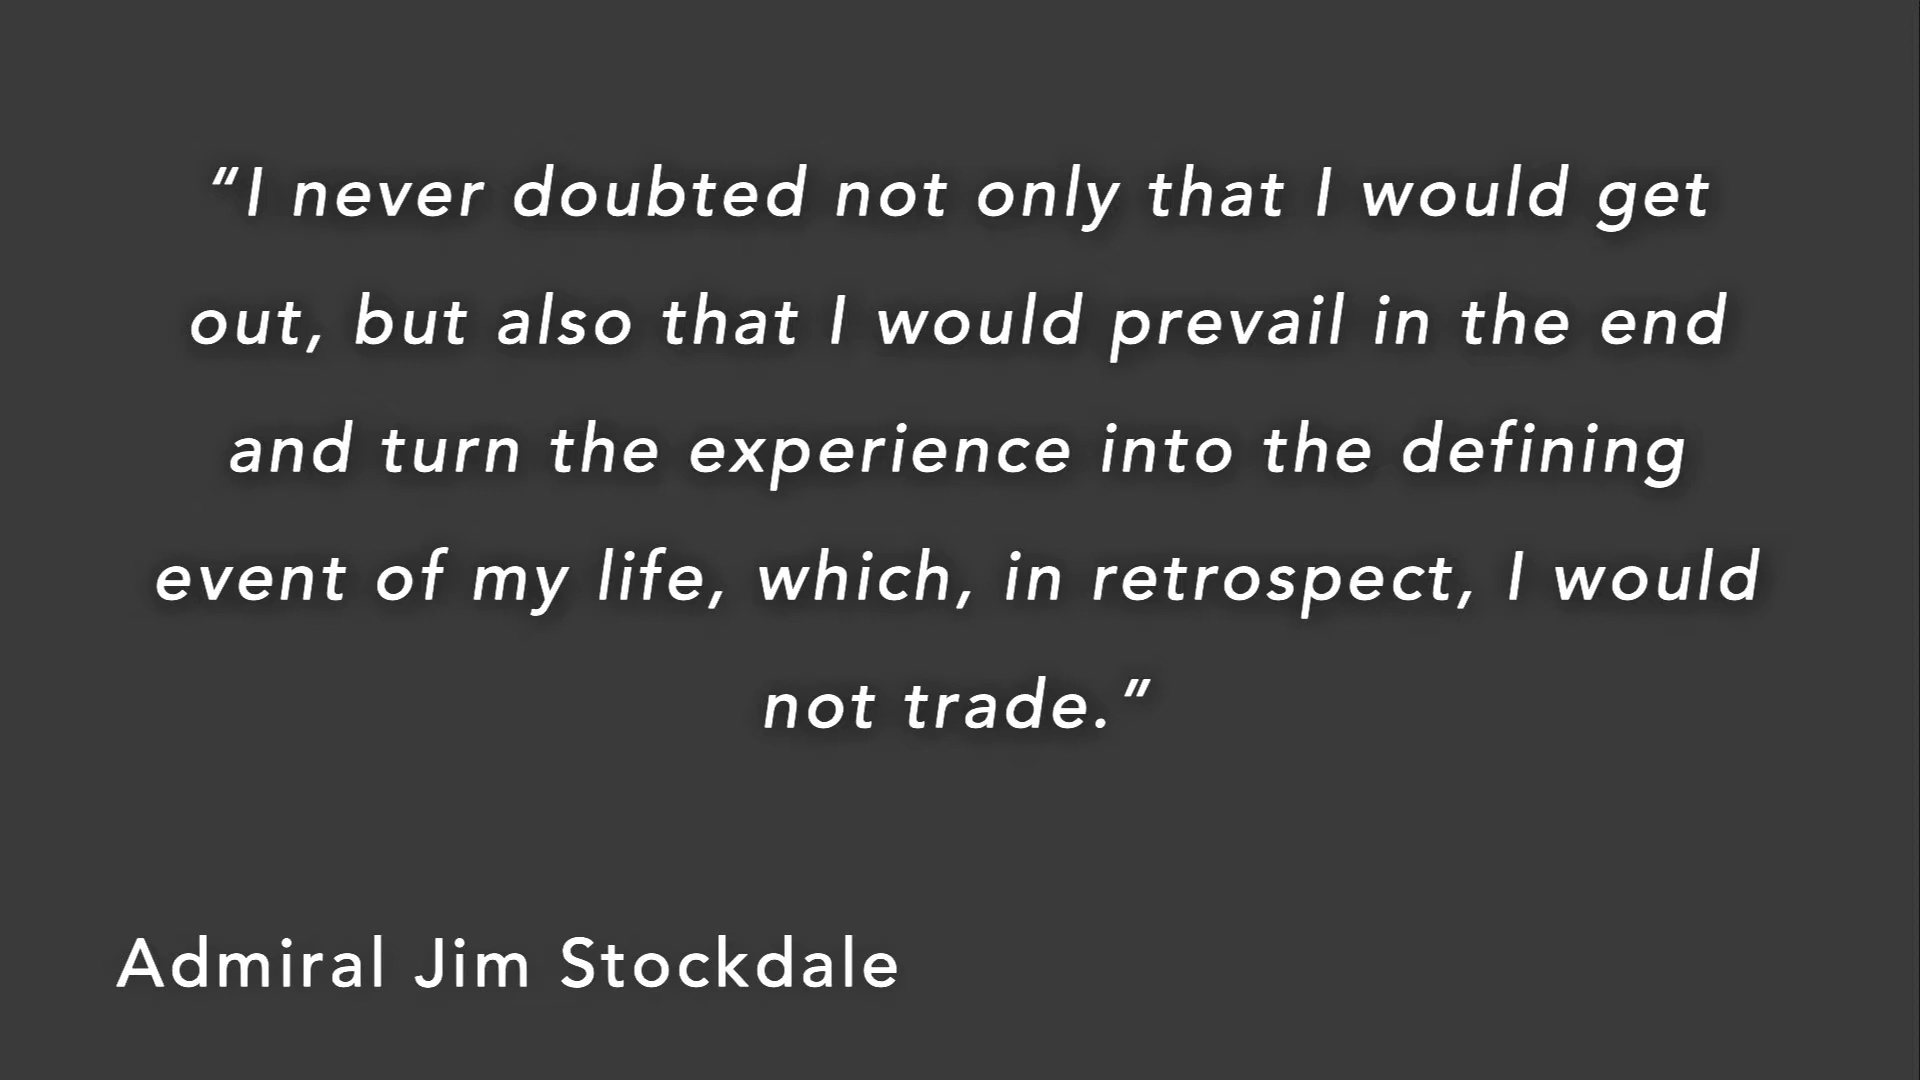 “I never doubted not only that I would get
out, but also that I would prevail in the end
and turn the experience into the defining
event of my life, which, in retrospect, I would
not trade.”
Admiral Jim Stockdale